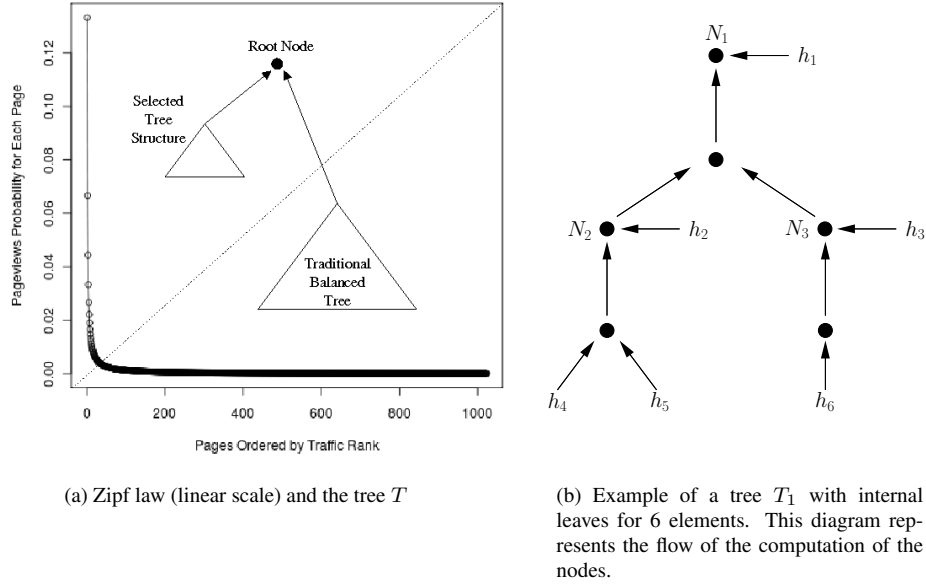 Pageviews Probability for Each Page
0.12
0.10
0.08
0.06
0.04
0.02
0.00
Root Node
Selected
Tree
Structure
Traditional
Balanced
Tree
0 200 400 600 800 1000
Pages Ordered by Traffic Rank
(a) Zipf law (linear scale) and the tree T
N₁
h₁
N₂
h₂
N₃
h₃
h₄
h₅
h₆
(b) Example of a tree T₁ with internal
leaves for 6 elements. This diagram rep-
resents the flow of the computation of the
nodes.